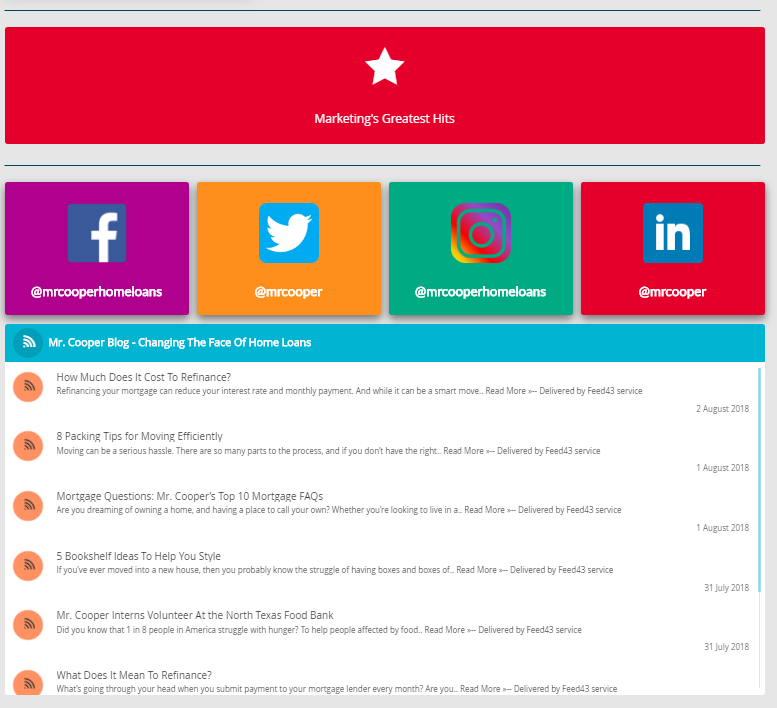 Marketing's Greatest Hits
@mrcooperhomeloans
@mrcooper
@mrcooperhomeloans
in
@mrcooper
Mr. Cooper Blog - Changing The Face Of Home Loans
How Much Does It Cost To Refinance?
Refinancing your mortgage can reduce your interest rate and monthly payment. And while it can be a smart move.. Read More »-- Delivered by Feed43 service
2 August 2018
8 Packing Tips for Moving Efficiently
Moving can be a serious hassle. There are so many parts to the process, and if you don't have the right.. Read More »-- Delivered by Feed43 service
1 August 2018
Mortgage Questions: Mr. Cooper's Top 10 Mortgage FAQs
Are you dreaming of owning a home, and having a place to call your own? Whether you're looking to live in a.. Read More »-- Delivered by Feed43 service
1 August 2018
5 Bookshelf Ideas To Help You Style
If you've ever moved into a new house, then you probably know the struggle of having boxes and boxes of.. Read More »-- Delivered by Feed43 service
31 July 2018
Mr. Cooper Interns Volunteer At the North Texas Food Bank
Did you know that 1 in 8 people in America struggle with hunger? To help people affected by food.. Read More »-- Delivered by Feed43 service
31 July 2018
What Does It Mean To Refinance?
What's going through your head when you submit payment to your mortgage lender every month? Are you.. Read More »-- Delivered by Feed43 service